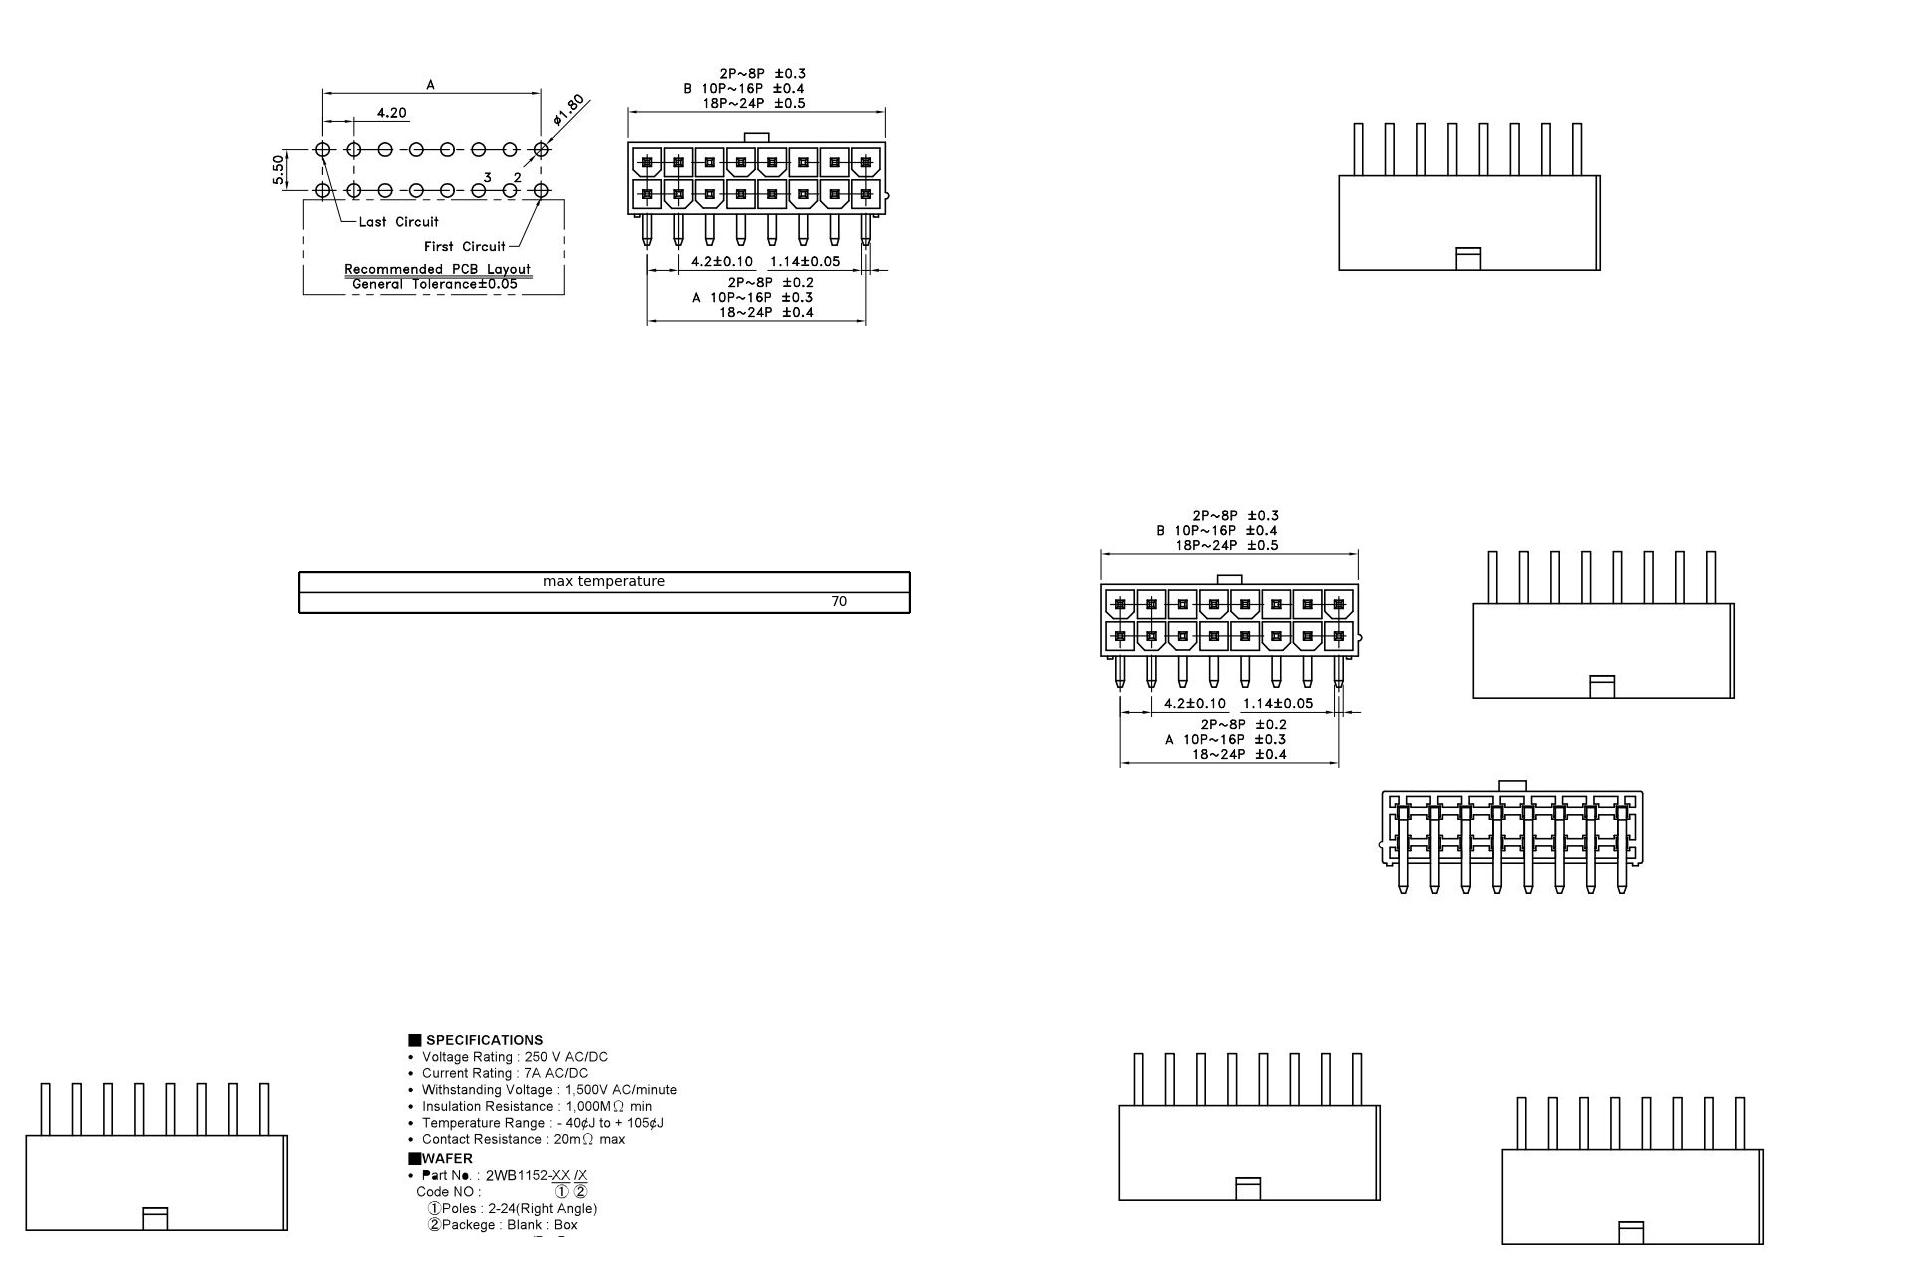 A
4.20
ø1.80
5.50
3 2
Last Circuit
First Circuit
Recommended PCB Layout
General Tolerance±0.05
2P~8P ±0.3
B 10P~16P ±0.4
18P~24P ±0.5
4.2±0.10 1.14±0.05
2P~8P ±0.2
A 10P~16P ±0.3
18~24P ±0.4
max temperature
70
2P~8P ±0.3
B 10P~16P ±0.4
18P~24P ±0.5
4.2±0.10 1.14±0.05
2P~8P ±0.2
A 10P~16P ±0.3
18~24P ±0.4
■ SPECIFICATIONS
• Voltage Rating : 250 V AC/DC
• Current Rating : 7A AC/DC
• Withstanding Voltage : 1,500V AC/minute
• Insulation Resistance : 1,000MΩ min
• Temperature Range : - 40¢J to + 105¢J
• Contact Resistance : 20mΩ max
■WAFER
• Part No. : 2WB1152-XX /X
Code NO : ① ②
①Poles : 2-24(Right Angle)
②Packege : Blank : Box